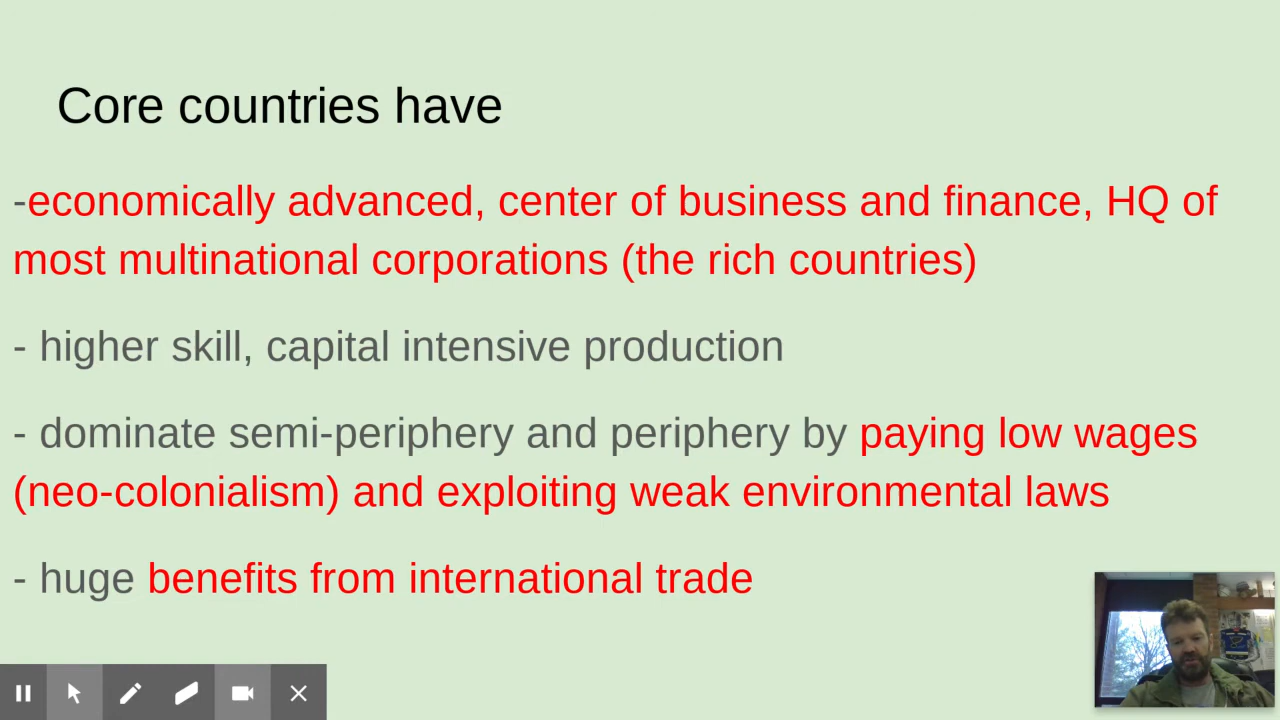 Core countries have
-economically advanced, center of business and finance, HQ of
most multinational corporations (the rich countries)
- higher skill, capital intensive production
- dominate semi-periphery and periphery by paying low wages
(neo-colonialism) and exploiting weak environmental laws
- huge benefits from international trade